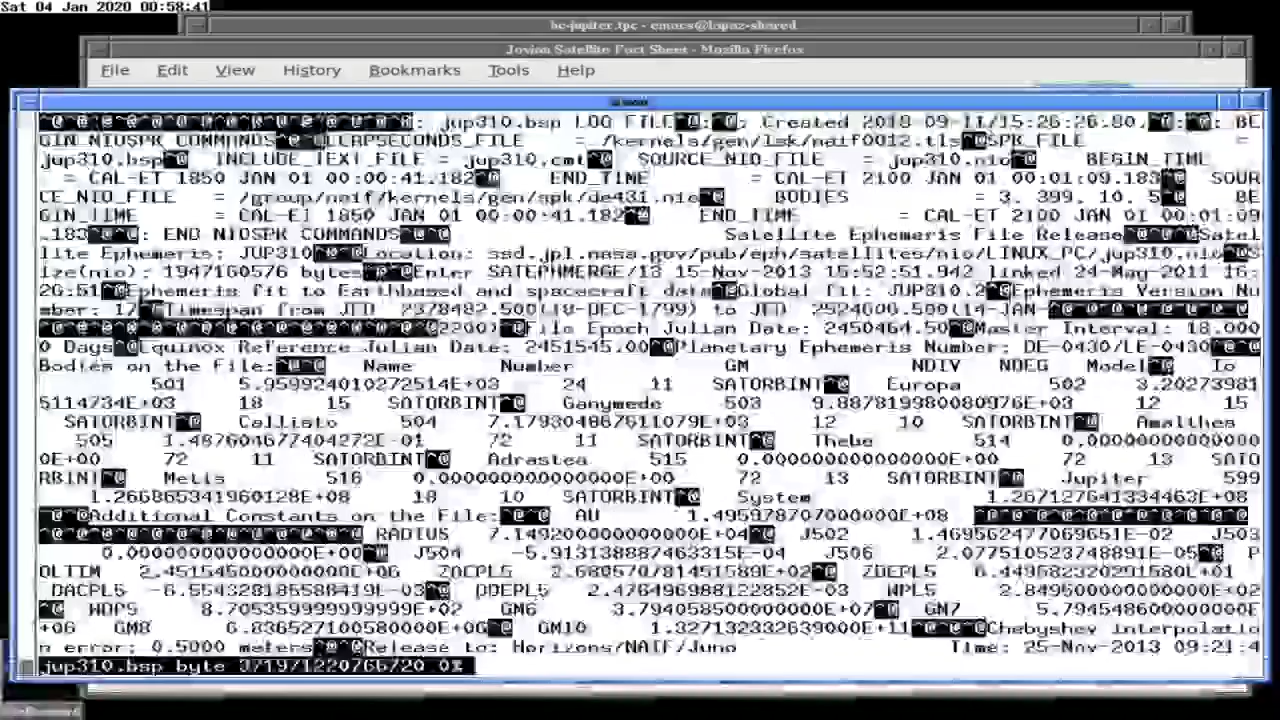 Sat 04 Jan 2020 00:58:41
hc-jupiter.tpc - emacs@lapaz-shared
Jovian Satellite Fact Sheet - Mozilla Firefox
File Edit View History Bookmarks Tools Help
: jup310.bsp LOG FILE^@;^@; Created 2018-09-11/15:26:26.80,^@;^@; BE
GIN_NIOSPK_COMMANDS^@^@LEAPSECONDS_FILE = /kernels/gen/lsk/naif0012.tls^@SPK_FILE =
jup310.bsp^@ INCLUDE_TEXT_FILE = jup310.cmt^@ SOURCE_NIO_FILE = jup310.nio^@ BEGIN_TIME
= CAL-ET 1850 JAN 01 00:00:41.182^@ END_TIME = CAL-ET 2100 JAN 01 00:01:09.183^@ SOUR
CE_NIO_FILE = /group/naif/kernels/gen/spk/de431.nio^@ BODIES = 3, 399, 10, 5^@ BE
GIN_TIME = CAL-ET 1850 JAN 01 00:00:41.182^@ END_TIME = CAL-ET 2100 JAN 01 00:01:09
.183^@^@; END_NIOSPK_COMMANDS^@^@ Satellite Ephemeris File Release^@^@^@Satel
lite Ephemeris: JUP310^@^@Location: ssd.jpl.nasa.gov/pub/eph/satellites/nio/LINUX_PC/jup310.nio^@S
ize(nio): 1947160576 bytes^@^@Enter SATEPHMERGE/13 15-Nov-2013 15:52:51.942 linked 24-May-2011 16:
20:51^@Ephemeris fit to Earthbased and spacecraft data^@Global fit: JUP310.2^@Ephemeris Version Nu
mber: 17^@Timespan from JED 2378482.500(18-DEC-1799) to JED 2524600.500(14-JAN-
2200)^@File Epoch Julian Date: 2450464.50^@Master Interval: 18.000
0 Days^@Equinox Reference Julian Date: 2451545.00^@Planetary Ephemeris Number: DE-0430/LE-0430^@^@
Bodies on the File:^@^@ Name Number GM NDIV NDEG Model^@ Io
501 5.959924010272514E+03 24 11 SATORBINT^@ Europa 502 3.20273981
5114734E+03 18 15 SATORBINT^@ Ganymede 503 9.887819980080976E+03 12 15
SATORBINT^@ Callisto 504 7.179304867611079E+03 12 10 SATORBINT^@ Amalthea
505 1.487604677404272E-01 72 11 SATORBINT^@ Thebe 514 0.0000000000000
0E+00 72 11 SATORBINT^@ Adrastea 515 0.000000000000000E+00 72 13 SATO
RBINT^@ Metis 516 0.000000000000000E+00 72 13 SATORBINT^@ Jupiter 599
1.266865341960128E+08 18 10 SATORBINT^@ System 1.267127641334463E+08
^@^@Additional Constants on the File:^@^@ AU 1.495978707000000E+08
RADIUS 7.149200000000000E+04^@ J502 1.469562477069651E-02 J503
0.000000000000000E+00^@ J504 -5.913138887463315E-04 J506 2.077510523748891E-05^@ P
OLTIM 2.451545000000000E+06 ZACPL5 2.680570781451589E+02^@ ZDEPL5 6.449582320291580E+01
DACPL5 -6.554328186588419E-03^@ DDEPL5 2.476496988122852E-03 WPL5 2.849500000000000E+02
^@ WDP5 8.705359999999999E+02 GM6 3.794058500000000E+07^@ GM7 5.794548600000000E
+06 GM8 6.836527100580000E+06^@ GM10 1.327132332639000E+11^@^@^@Chebyshev interpolatio
n error: 0.5000 meters^@^@Release to: Horizons/NAIF/Juno Time: 25-Nov-2013 09:21:4
jup310.bsp byte 0%